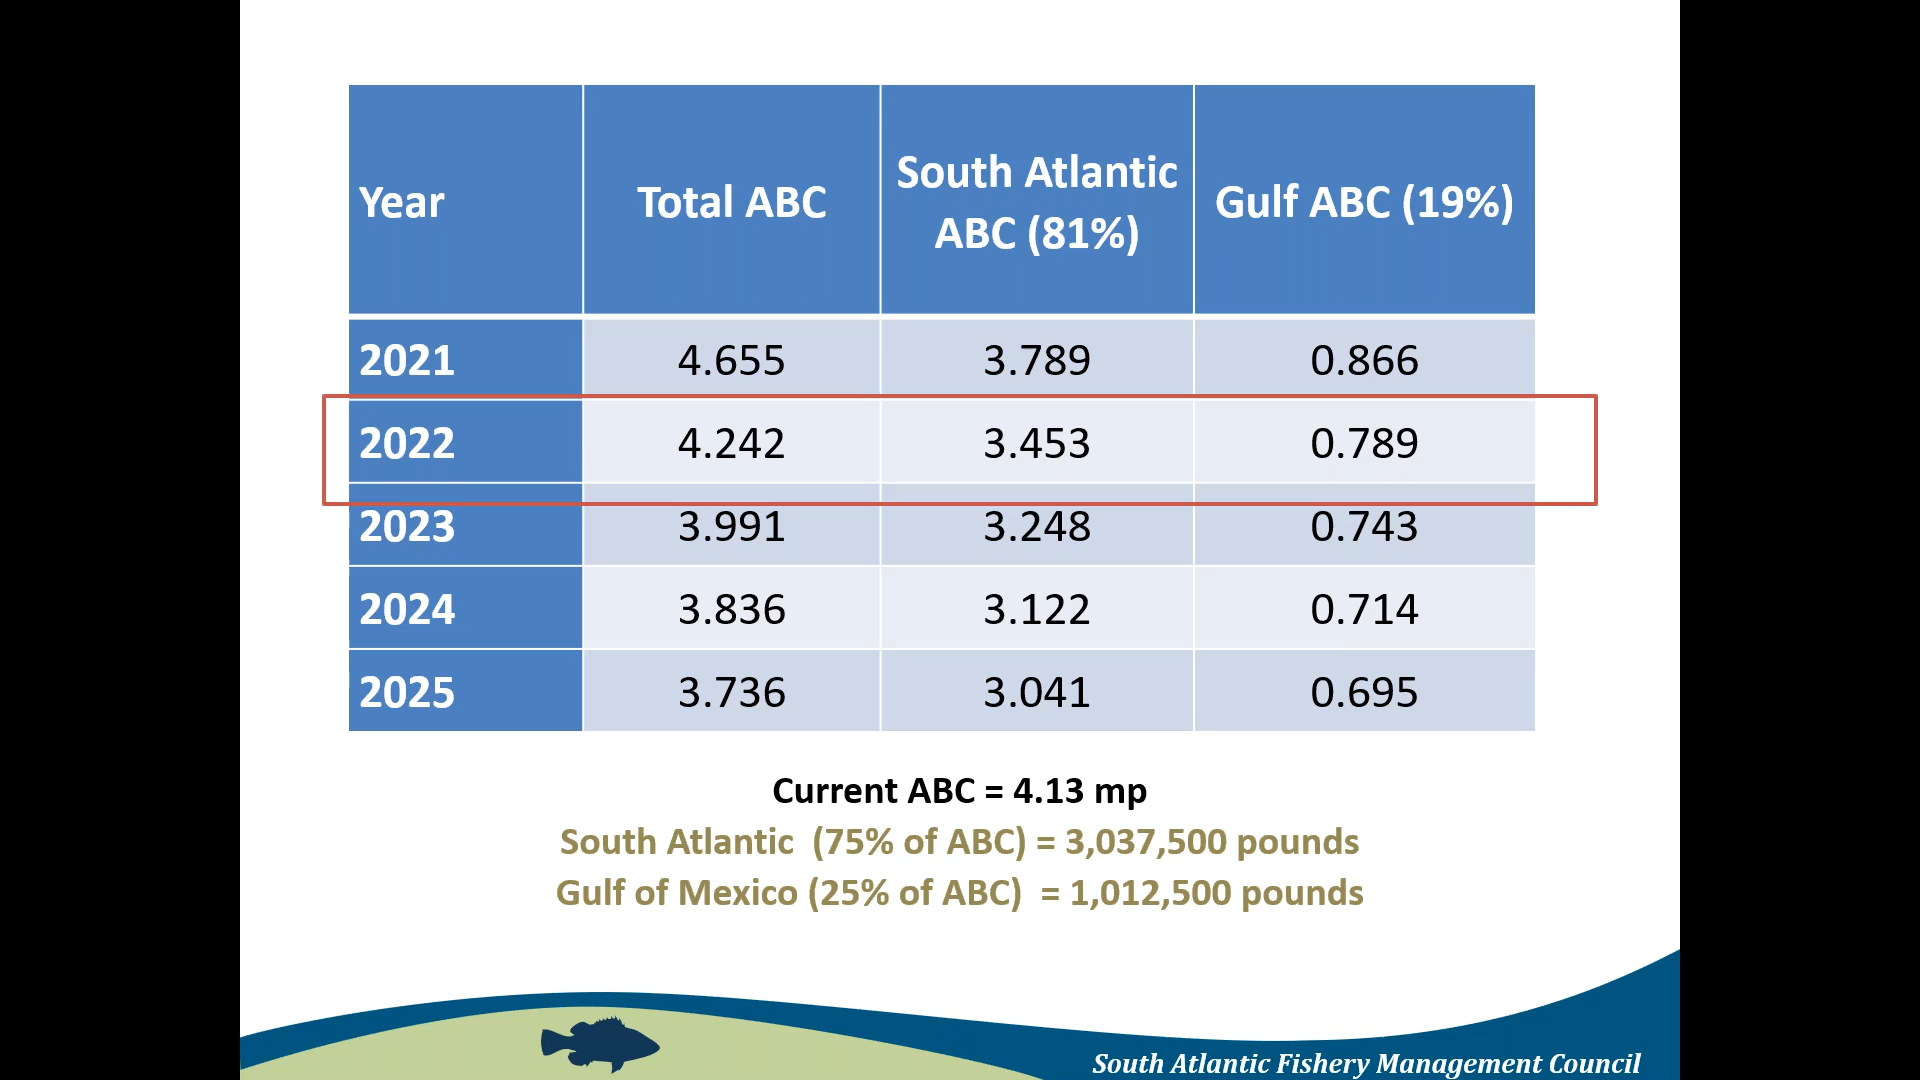 Year Total ABC South Atlantic ABC (81%) Gulf ABC (19%)
2021 4.655 3.789 0.866
2022 4.242 3.453 0.789
2023 3.991 3.248 0.743
2024 3.836 3.122 0.714
2025 3.736 3.041 0.695
Current ABC = 4.13 mp
South Atlantic (75% of ABC) = 3,037,500 pounds
Gulf of Mexico (25% of ABC) = 1,012,500 pounds
South Atlantic Fishery Management Council